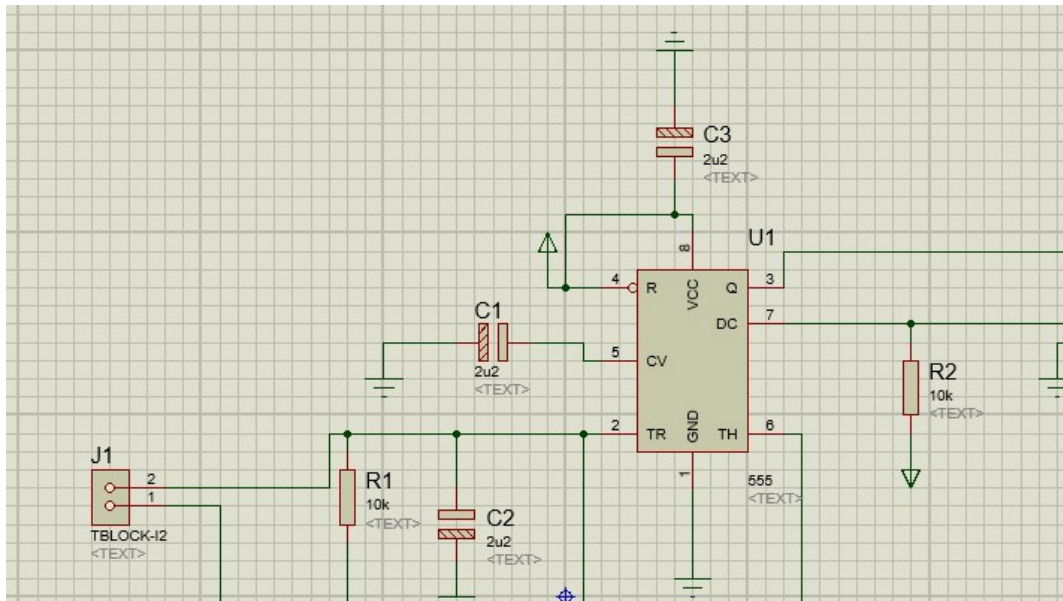 C3
2u2
<TEXT>
U1
8
4
R
VCC
Q
3
DC
7
C1
2u2
<TEXT>
5
CV
R2
10k
<TEXT>
2
TR
GND
TH
6
1
555
<TEXT>
J1
2
1
TBLOCK-I2
<TEXT>
R1
10k
<TEXT>
C2
2u2
<TEXT>